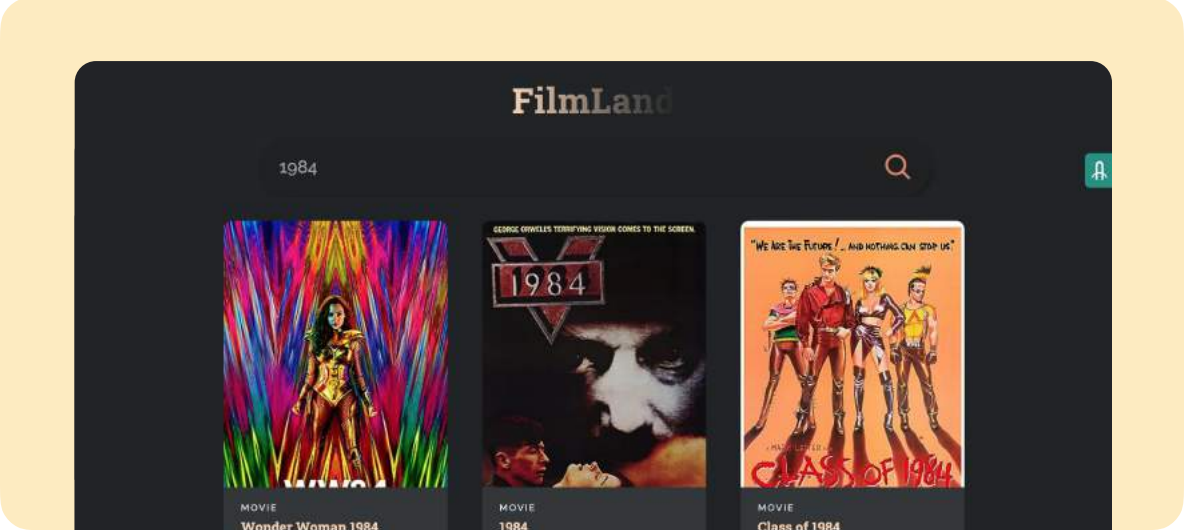 FilmLand
1984
GEORGE ORWELL'S TERRIFYING VISION COMES TO THE SCREEN.
1984
"WE ARE THE FUTURE!... AND NOTHING CAN STOP US."
WW84
CLASS OF 1984
MOVIE
MOVIE
MOVIE
Wonder Woman 1984
1984
Class of 1984